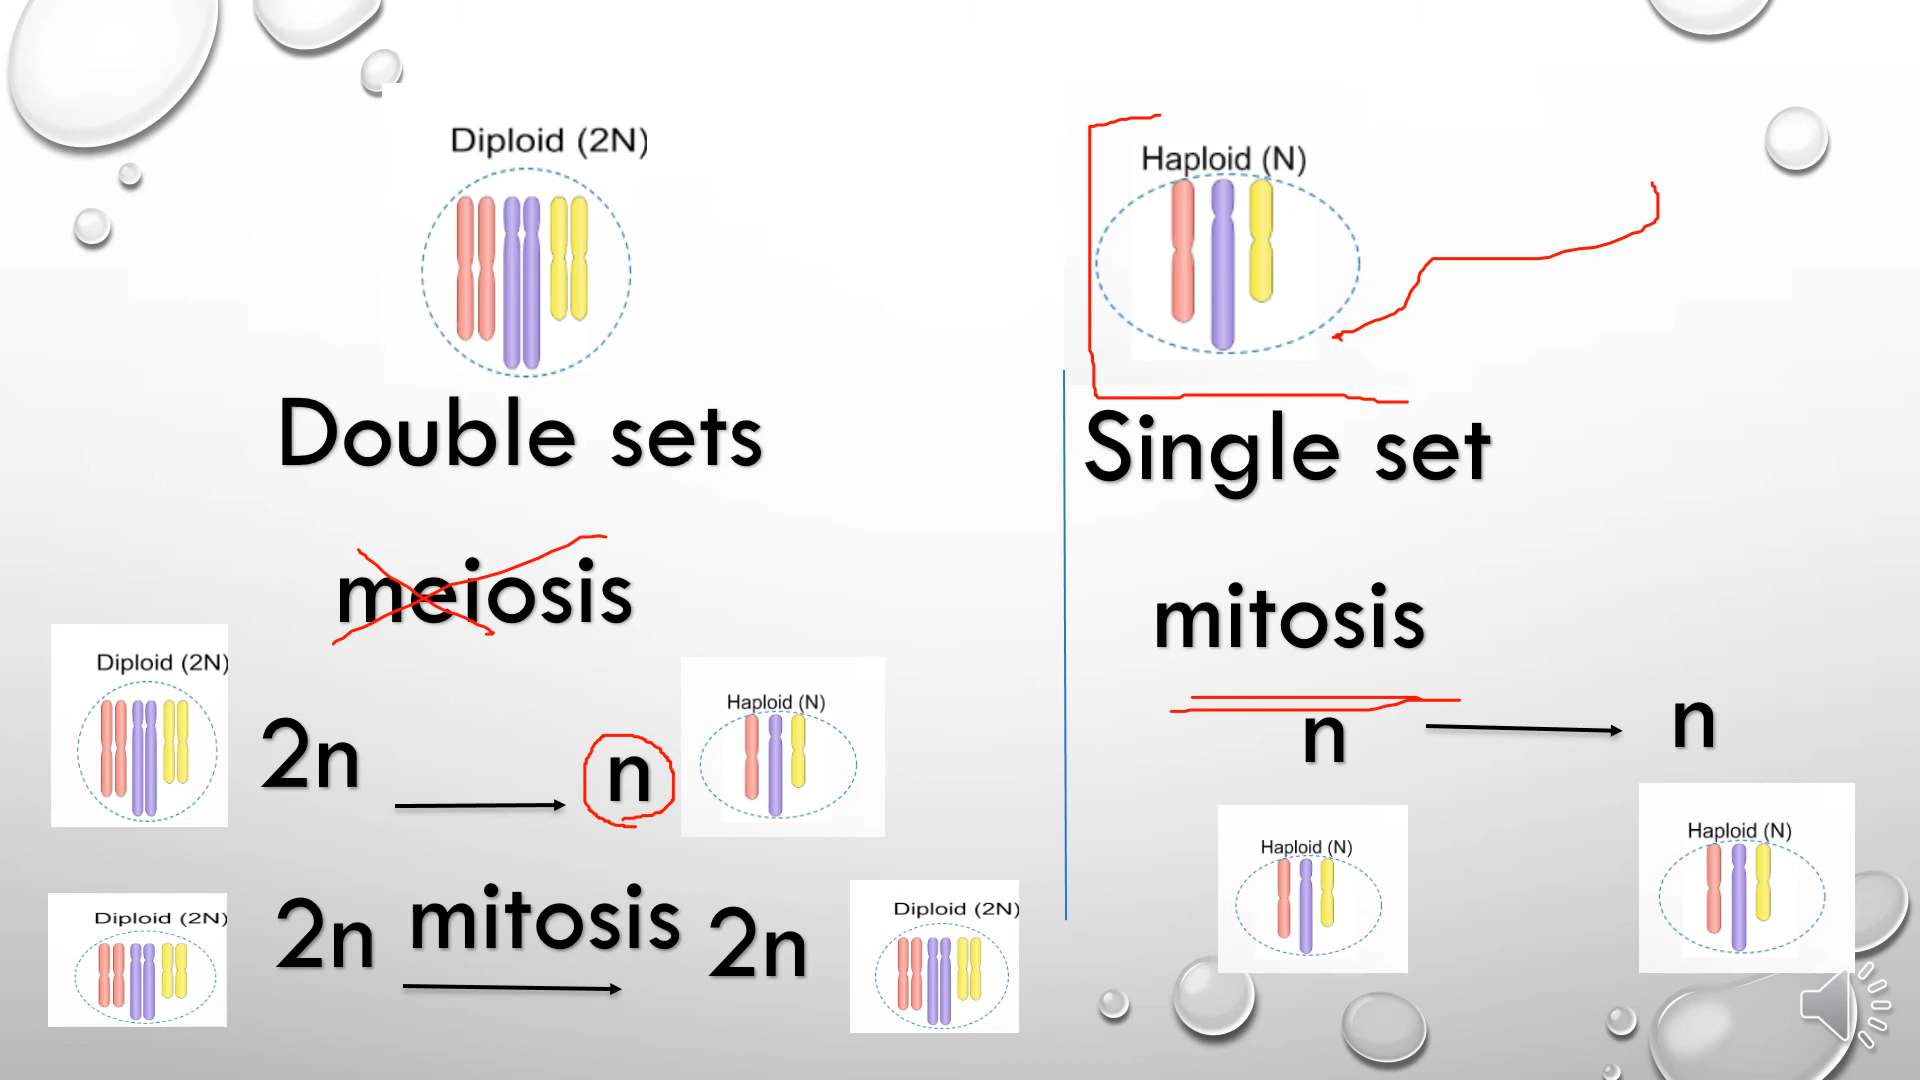 Diploid (2N)
Double sets
meiosis
Diploid (2N)
2n
n
Haploid (N)
Diploid (2N)
2n
mitosis
2n
Diploid (2N)
Haploid (N)
Single set
mitosis
n
n
Haploid (N)
Haploid (N)